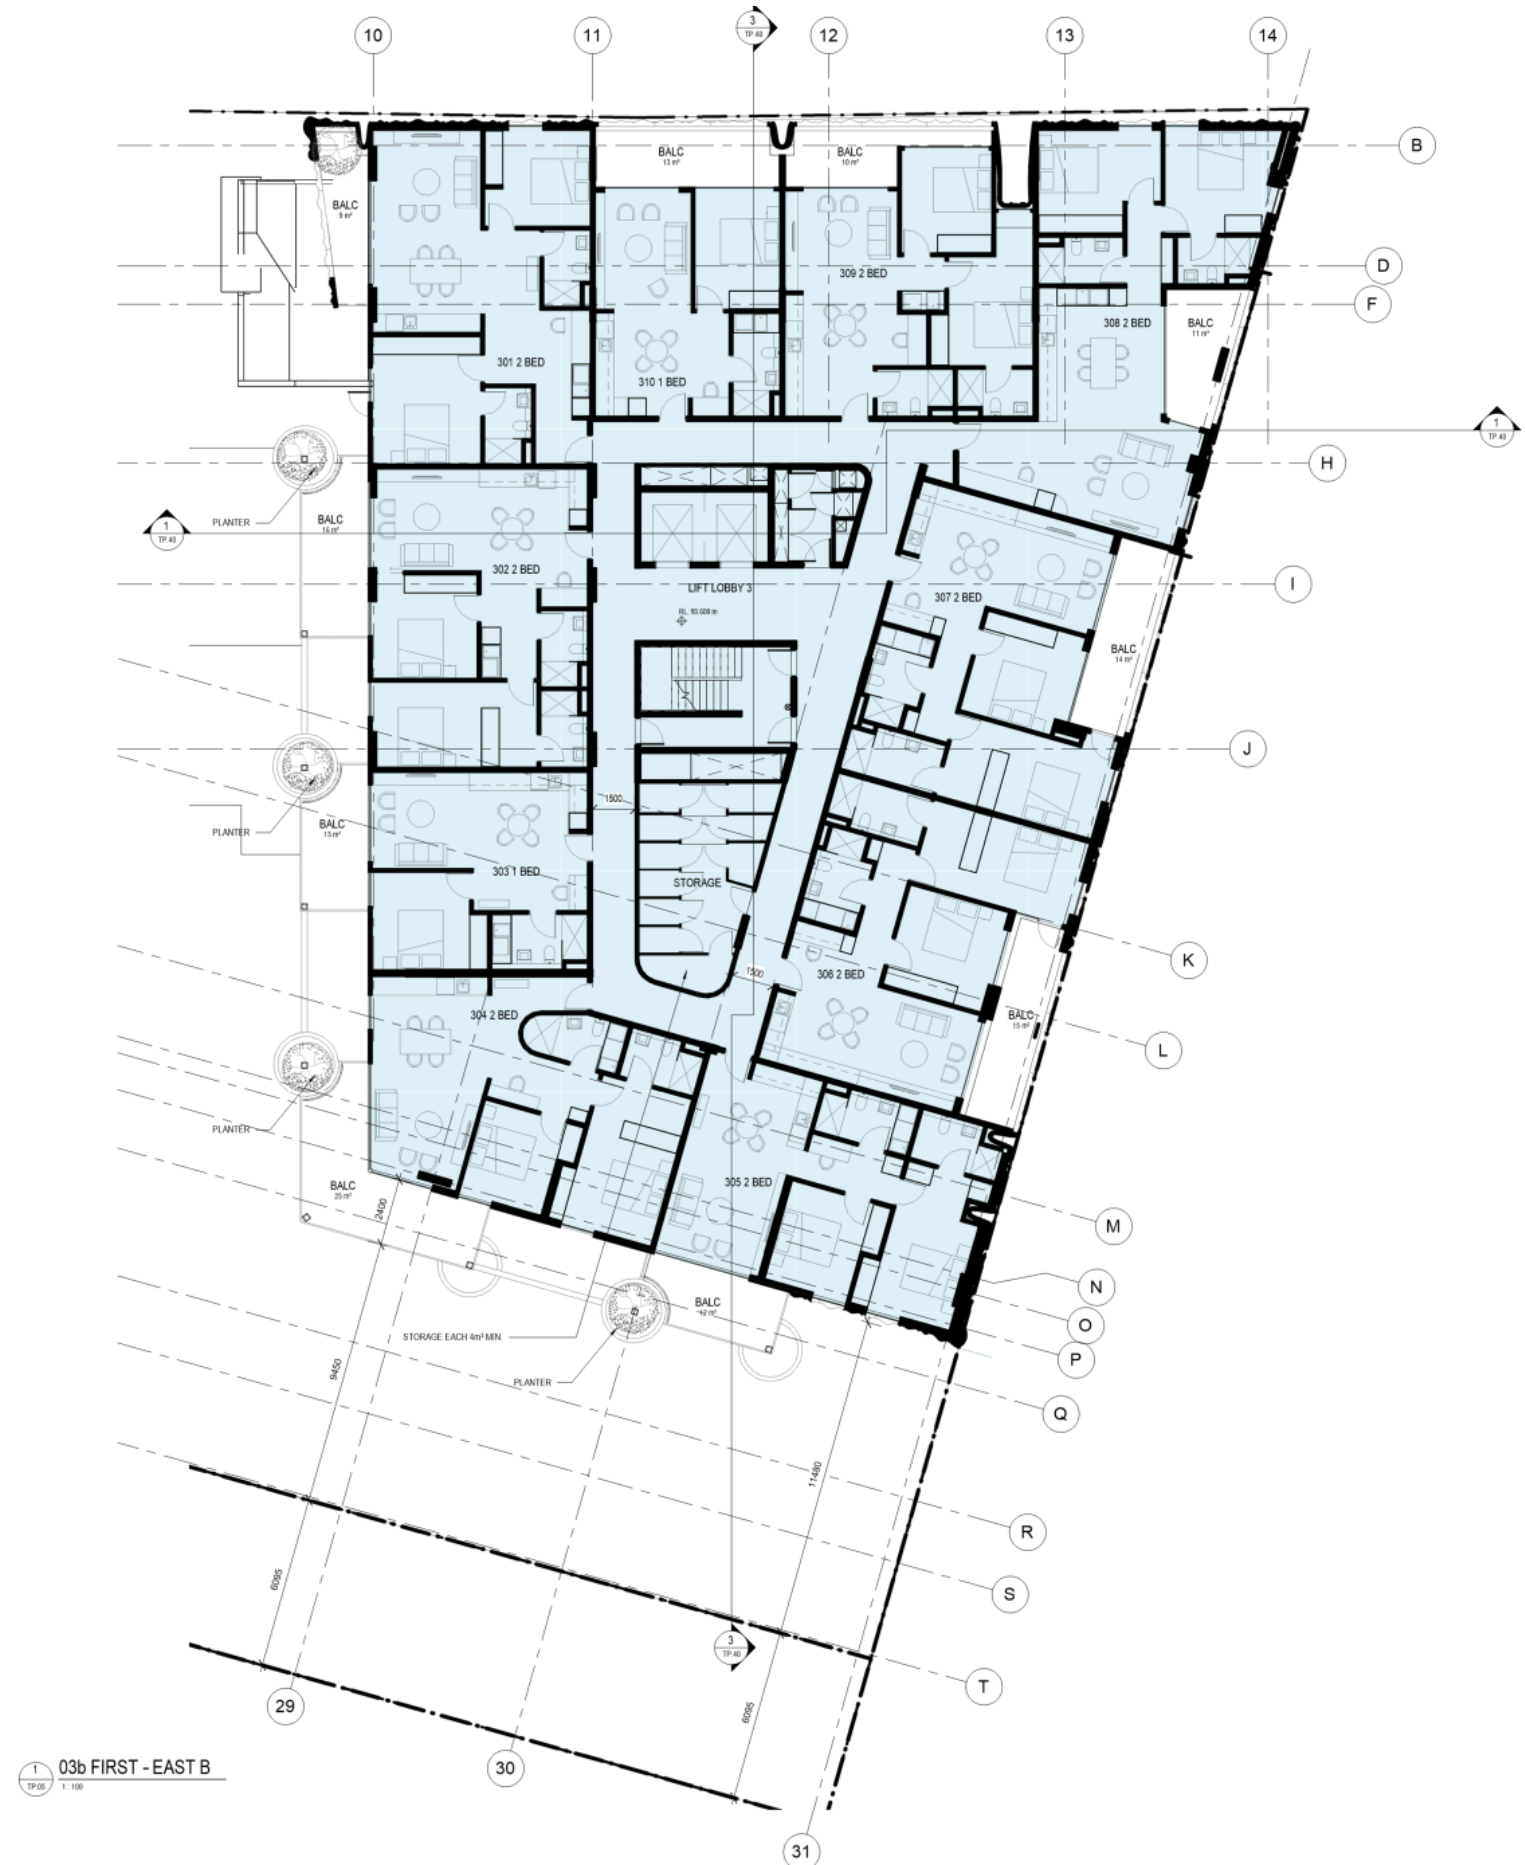 10
11
3
TP.40
12
13
14
B
BALC
13 m²
BALC
10 m²
BALC
9 m²
D
309 2 BED
F
308 2 BED
BALC
11 m²
301 2 BED
310 1 BED
1
TP.40
H
PLANTER
BALC
16 m²
1
TP.40
302 2 BED
LIFT LOBBY 3
307 2 BED
I
RL 93.600 m
BALC
14 m²
J
1500
PLANTER
BALC
13 m²
303 1 BED
STORAGE
K
1500
306 2 BED
304 2 BED
BALC
15 m²
L
PLANTER
305 2 BED
BALC
25 m²
2400
M
N
BALC
12 m²
O
STORAGE EACH 4m³ MIN.
P
9450
PLANTER
Q
11480
R
6095
S
3
TP.40
T
29
6095
30
1
TP.05
03b FIRST - EAST B
1 : 100
31